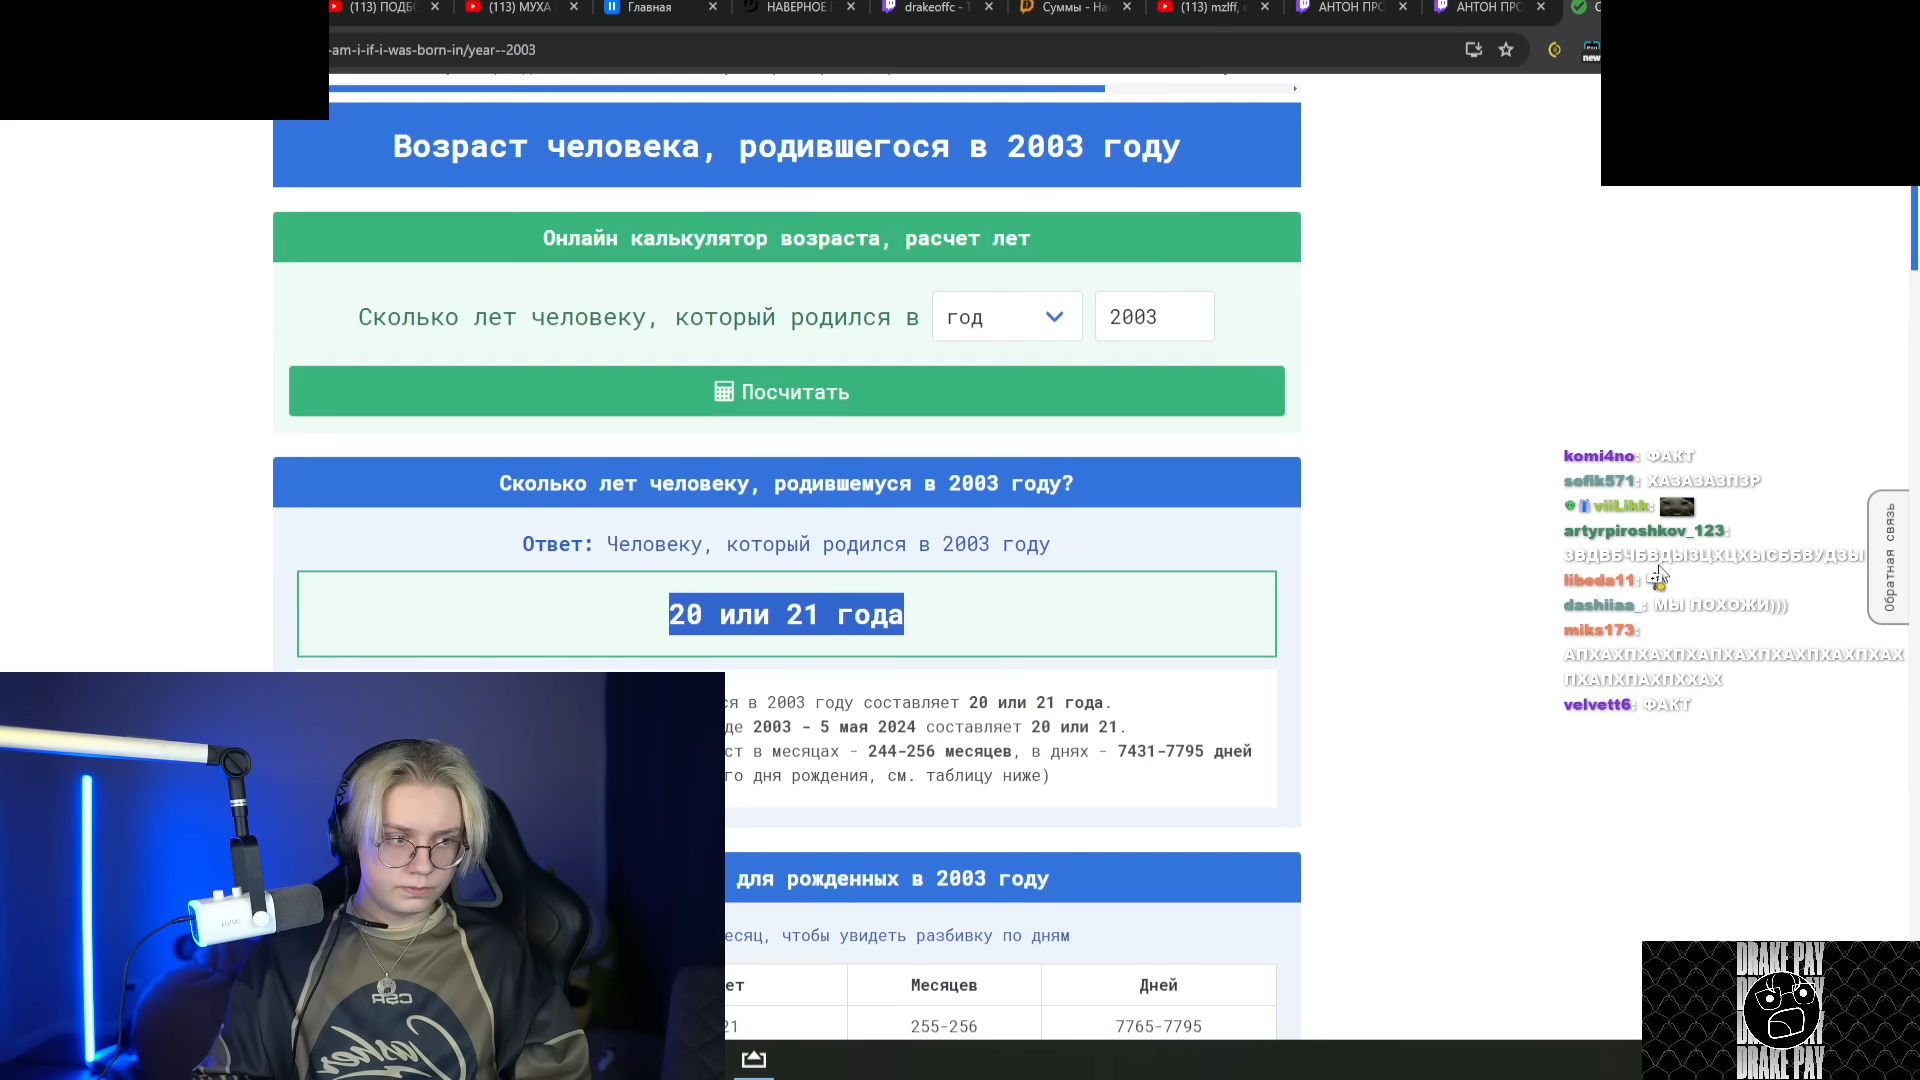 (113) ПОДБ
(113) МУХА
Главная
НАВЕРНОЕ
drakeoffc - T
Суммы - На
(113) mzlff,
АНТОН ПРО
АНТОН ПРО
-am-i-if-i-was-born-in/year--2003
new
Возраст человека, родившегося в 2003 году
Онлайн калькулятор возраста, расчет лет
Сколько лет человеку, который родился в
год
2003
Посчитать
Сколько лет человеку, родившемуся в 2003 году?
Ответ: Человеку, который родился в 2003 году
20 или 21 года
ся в 2003 году составляет 20 или 21 года.
де 2003 - 5 мая 2024 составляет 20 или 21.
ст в месяцах - 244-256 месяцев, в днях - 7431-7795 дней
го дня рождения, см. таблицу ниже)
для рожденных в 2003 году
есяц, чтобы увидеть разбивку по дням
ет
Месяцев
Дней
21
255-256
7765-7795
komi4no: ФАКТ
sofik571: ХАЗАЗАЗПЗР
viiLikk:
artyrpiroshkov_123:
ЗВДВБЧБВДЫЗЦХЦХЫСББВУДЗЫ
libeda11:
dashiiaa_: МЫ ПОХОЖИ)))
miks173:
АПХАХПХАХПХАПХАХПХАХПХАХПХАХ
ПХАПХПАХПХХАХ
velvett6: ФАКТ
Обратная связь
CSA
DRAKE PAY
DRAKE PAY